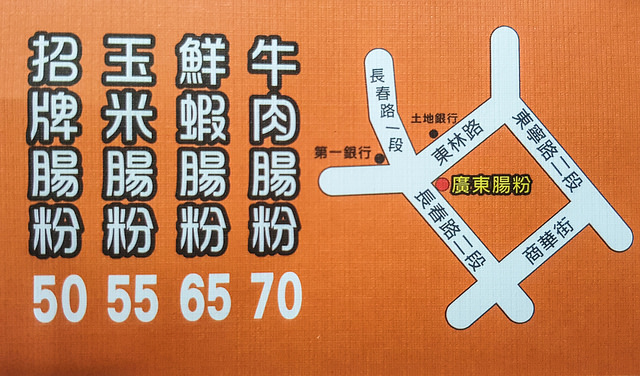 招牌腸粉 50
玉米腸粉 55
鮮蝦腸粉 65
牛肉腸粉 70
長春路一段
土地銀行
第一銀行
東林路
東寧路二段
廣東腸粉
長春路二段
商華街